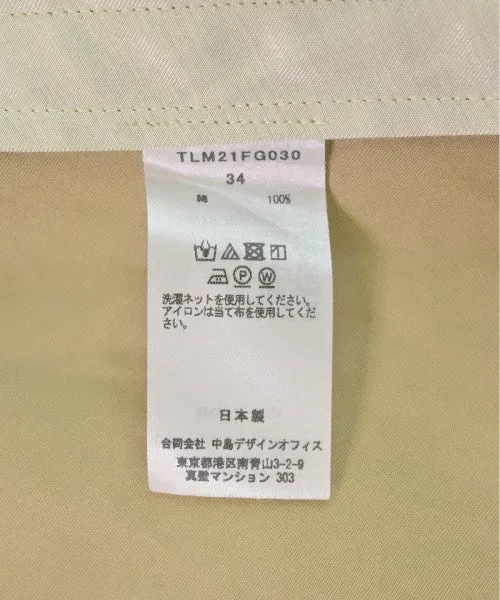 TLM21FG030
34
綿 100%
P W
洗濯ネットを使用してください。
アイロンは当て布を使用してくだ
さい。
日本製
合同会社 中島デザインオフィス
東京都港区南青山3-2-9
真壁マンション 303